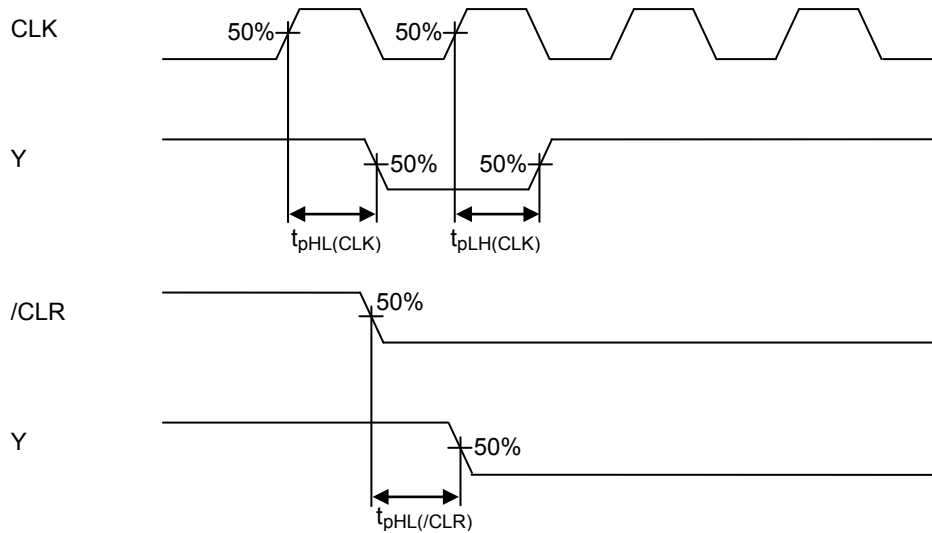 CLK
50%
50%
Y
50%
50%
tpHL(CLK)
tpLH(CLK)
/CLR
50%
Y
50%
tpHL(/CLR)